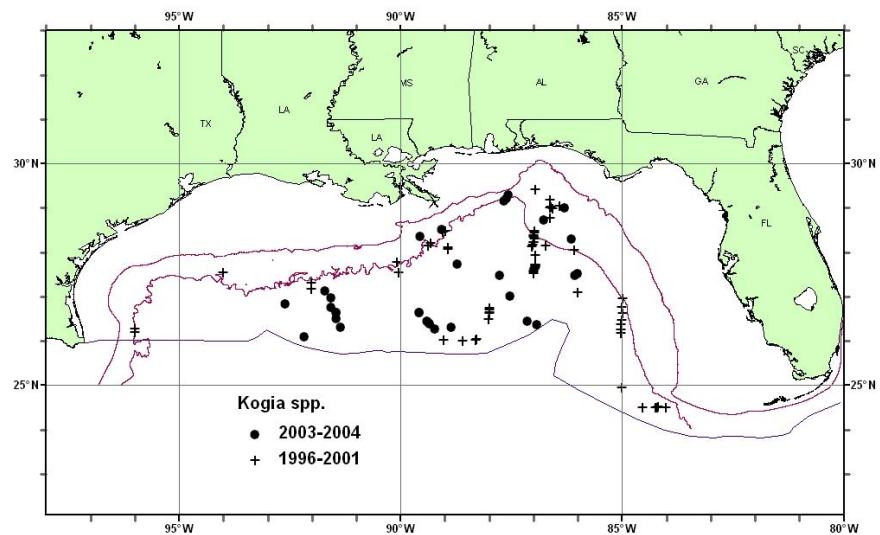 95°W 90°W 85°W 80°W
SC
MS AL GA
TX LA
LA
30°N 30°N
FL
25°N 25°N
Kogia spp.
2003-2004
1996-2001
95°W 90°W 85°W 80°W